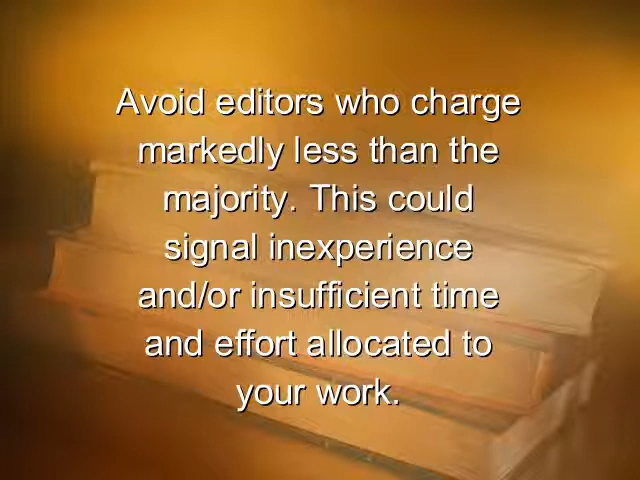 Avoid editors who charge
markedly less than the
majority. This could
signal inexperience
and/or insufficient time
and effort allocated to
your work.